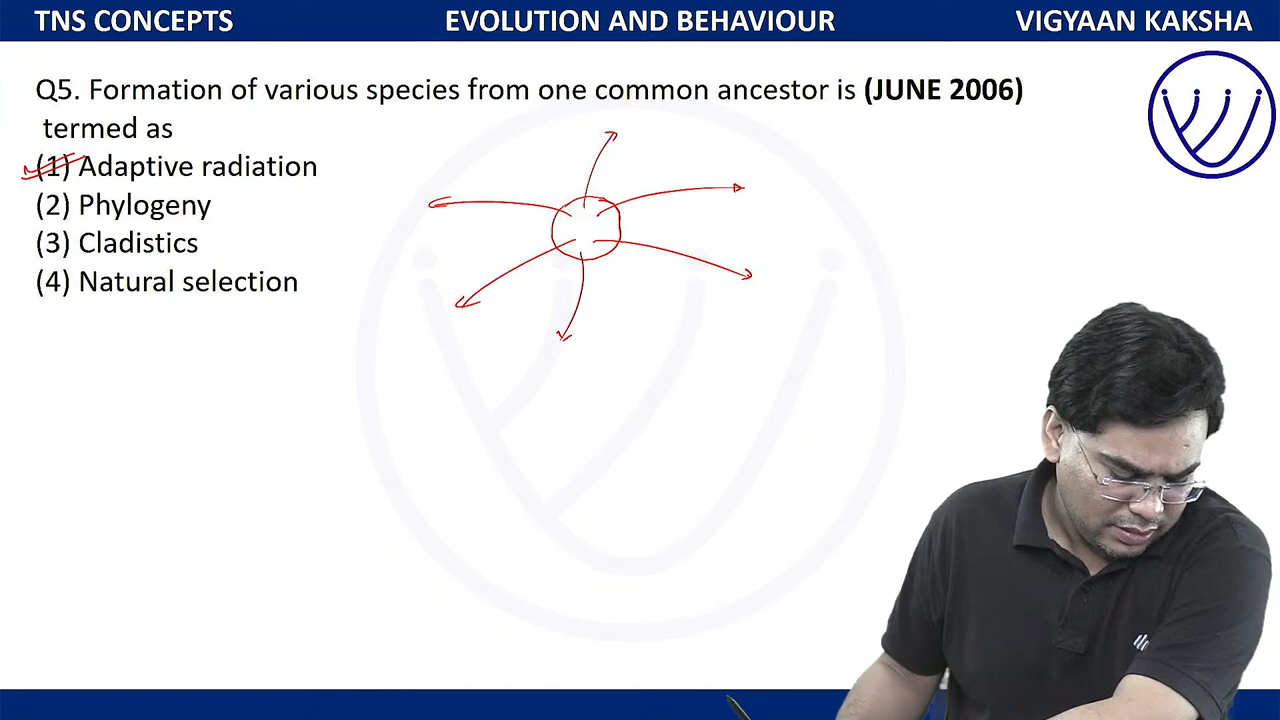 TNS CONCEPTS EVOLUTION AND BEHAVIOUR VIGYAAN KAKSHA
Q5. Formation of various species from one common ancestor is (JUNE 2006)
termed as
(1) Adaptive radiation
(2) Phylogeny
(3) Cladistics
(4) Natural selection